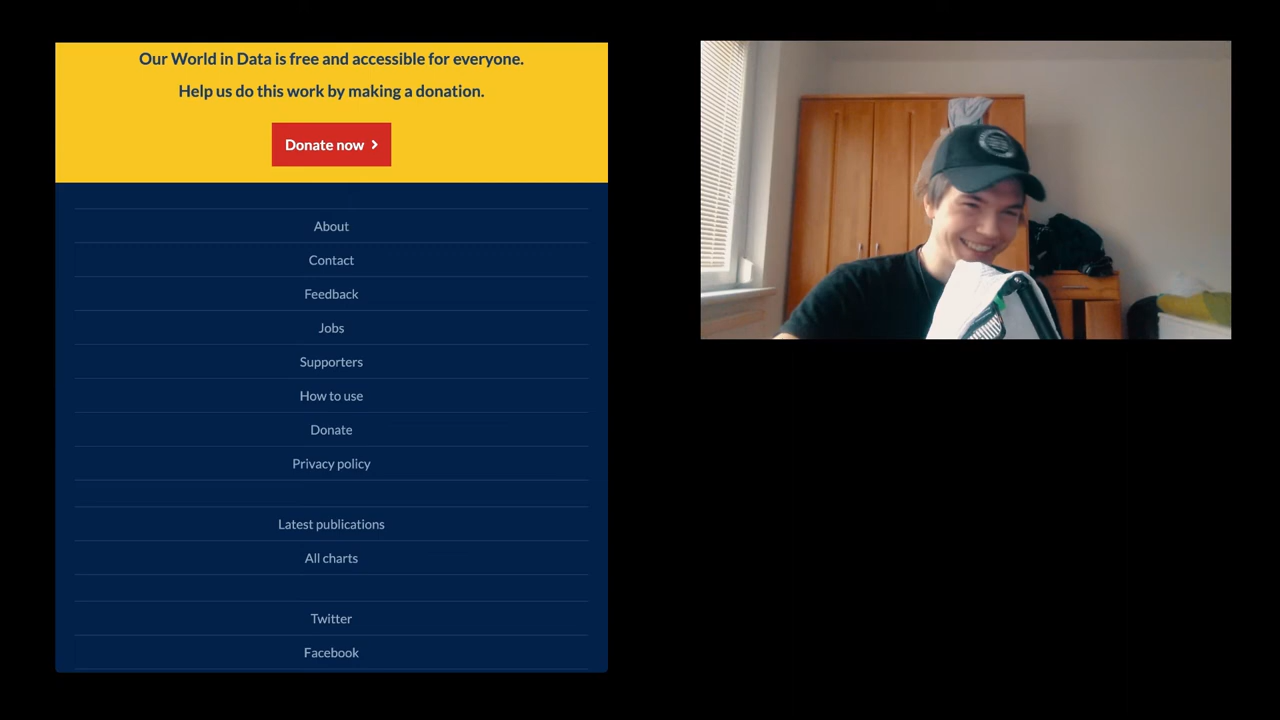 Our World in Data is free and accessible for everyone.
Help us do this work by making a donation.
Donate now
About
Contact
Feedback
Jobs
Supporters
How to use
Donate
Privacy policy
Latest publications
All charts
Twitter
Facebook